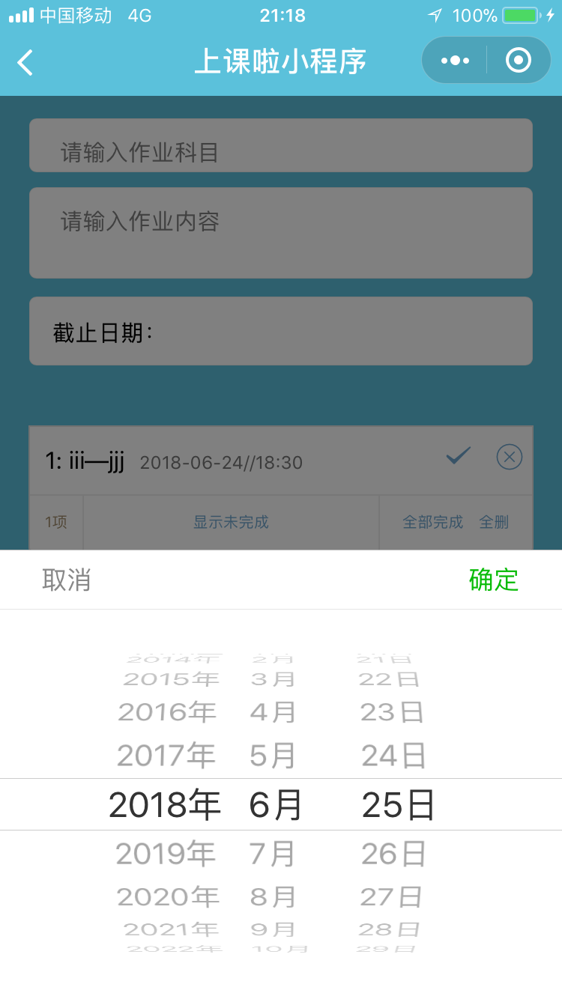 中国移动 4G 21:18 100%
上课啦小程序
请输入作业科目
请输入作业内容
截止日期：
1: iii—jjj 2018-06-24//18:30
1项 显示未完成 全部完成 全删
取消 确定
2014年 2月 21日
2015年 3月 22日
2016年 4月 23日
2017年 5月 24日
2018年 6月 25日
2019年 7月 26日
2020年 8月 27日
2021年 9月 28日
2022年 10月 29日